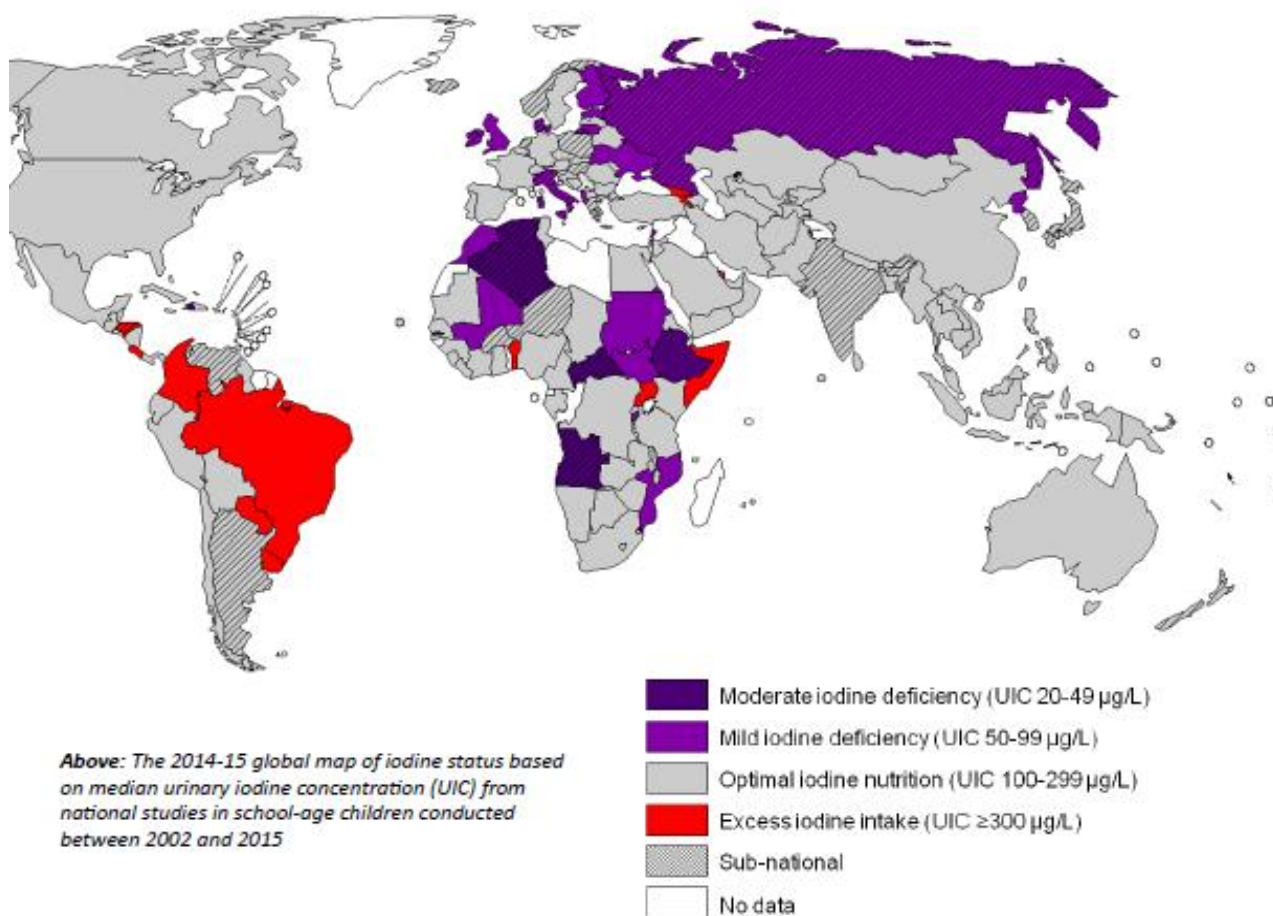 Moderate iodine deficiency (UIC 20-49 µg/L)
Mild iodine deficiency (UIC 50-99 µg/L)
Optimal iodine nutrition (UIC 100-299 µg/L)
Excess iodine intake (UIC ≥300 µg/L)
Sub-national
No data
Above: The 2014-15 global map of iodine status based
on median urinary iodine concentration (UIC) from
national studies in school-age children conducted
between 2002 and 2015